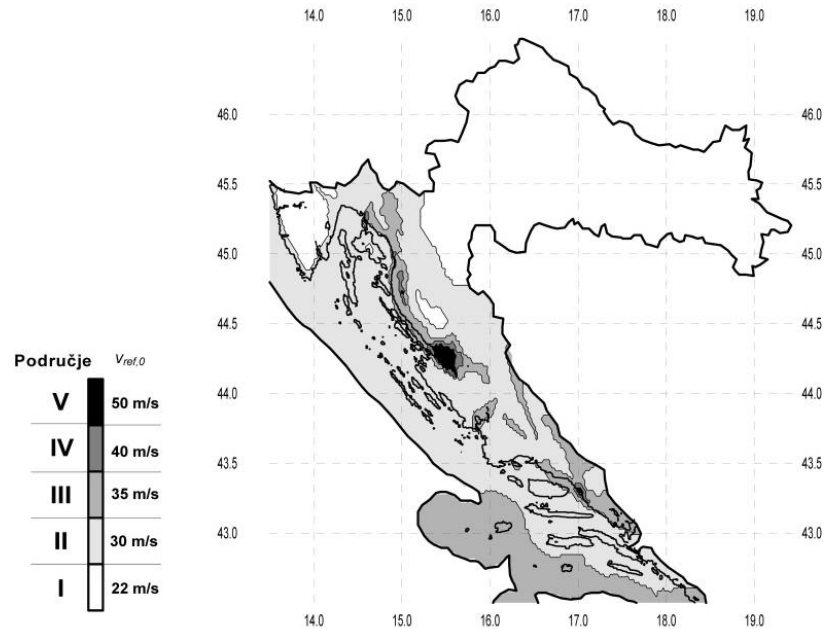 14.0 15.0 16.0 17.0 18.0 19.0
46.0 46.0
45.5 45.5
45.0 45.0
44.5 44.5
Područje Vref,0
V 50 m/s
44.0 44.0
IV 40 m/s
43.5 43.5
III 35 m/s
43.0 43.0
II 30 m/s
I 22 m/s
14.0 15.0 16.0 17.0 18.0 19.0